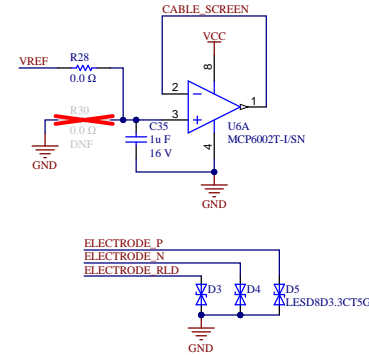 CABLE_SCREEN
VCC
R28
VREF
0.0 Ω
8
2
1
3
R30
0.0 Ω
DNF
C35
1u F
16 V
4
U6A
MCP6002T-I/SN
GND
GND
ELECTRODE_P
ELECTRODE_N
ELECTRODE_RLD
D3
D4
D5
LESD8D3.3CT5G
GND